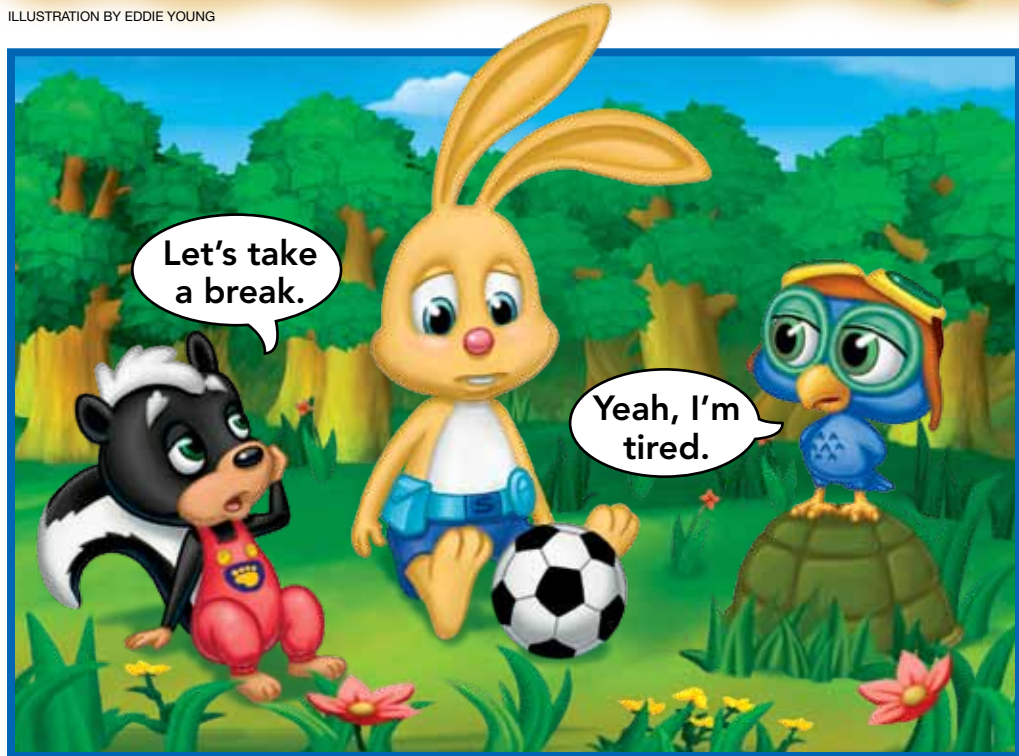 ILLUSTRATION BY EDDIE YOUNG
Let's take
a break.
Yeah, I'm
tired.
S